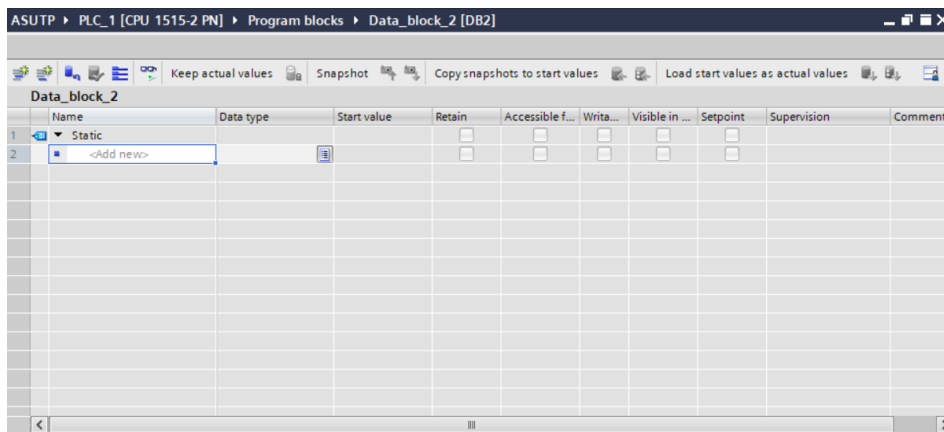 ASUTP ▸ PLC_1 [CPU 1515-2 PN] ▸ Program blocks ▸ Data_block_2 [DB2]
Keep actual values Snapshot Copy snapshots to start values Load start values as actual values
Data_block_2
Name Data type Start value Retain Accessible f... Writa... Visible in ... Setpoint Supervision Comment
1 Static
2 <Add new>